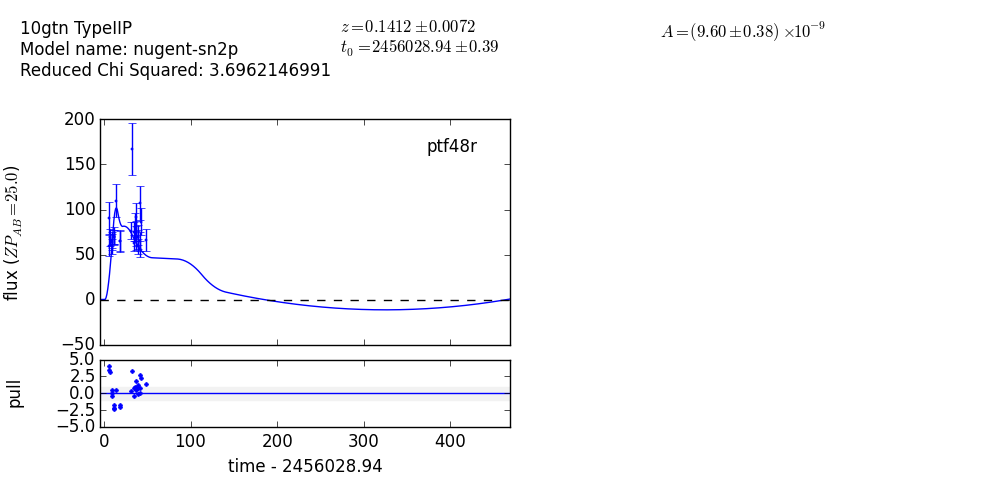 10gtn TypeIIP
Model name: nugent-sn2p
Reduced Chi Squared: 3.6962146991
z = 0.1412 ± 0.0072
t₀ = 2456028.94 ± 0.39
A = (9.60 ± 0.38) × 10⁻⁹
ptf48r
flux (ZP_AB = 25.0)
200
150
100
50
0
−50
pull
5.0
2.5
0.0
−2.5
−5.0
0 100 200 300 400
time - 2456028.94